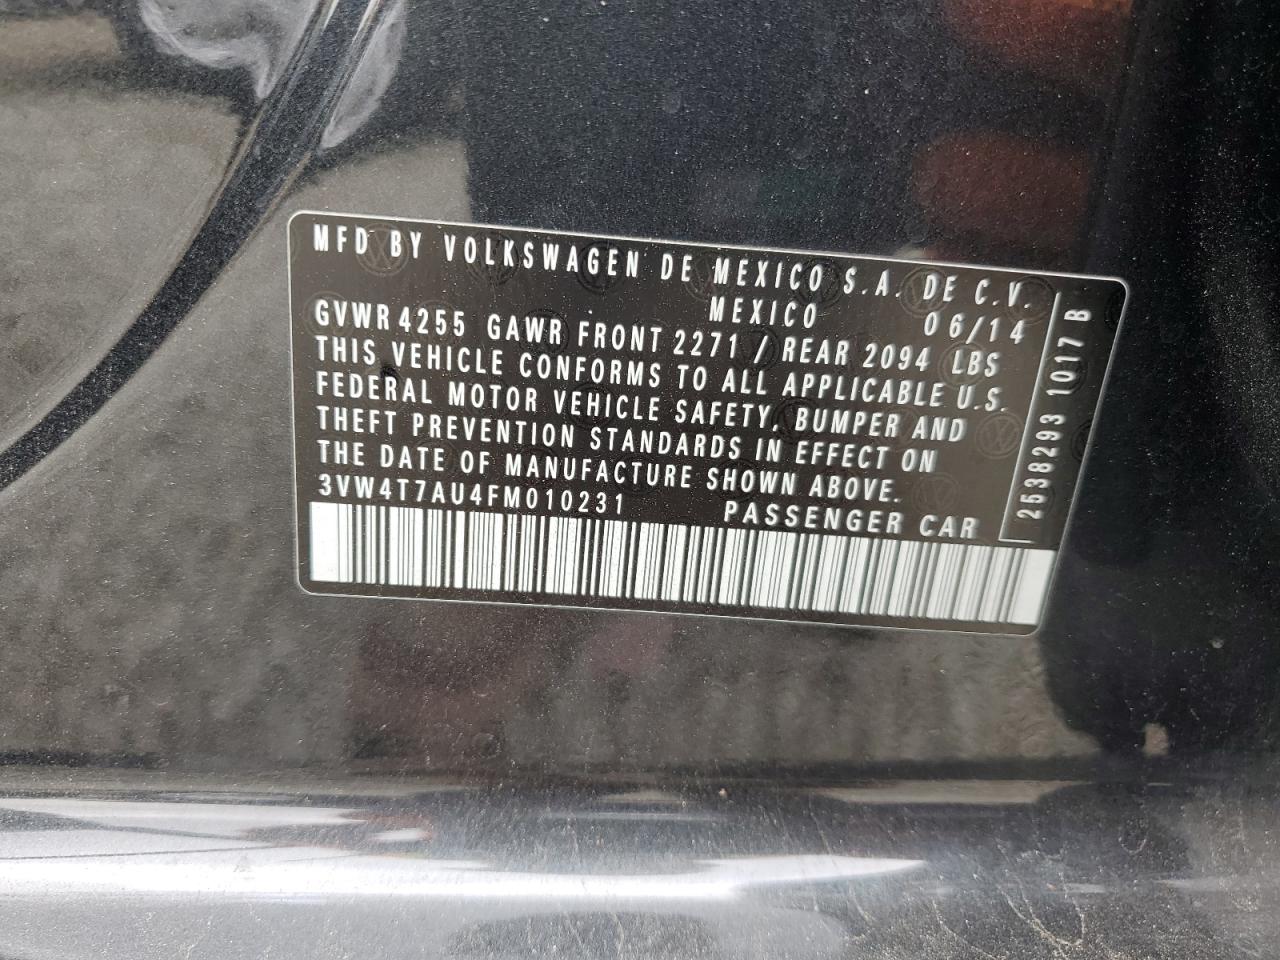 MFD BY VOLKSWAGEN DE MEXICO S.A. DE C.V.
MEXICO 06/14
GVWR 4255 GAWR FRONT 2271 / REAR 2094 LBS
THIS VEHICLE CONFORMS TO ALL APPLICABLE U.S.
FEDERAL MOTOR VEHICLE SAFETY, BUMPER AND
THEFT PREVENTION STANDARDS IN EFFECT ON
THE DATE OF MANUFACTURE SHOWN ABOVE.
3VW4T7AU4FM010231 PASSENGER CAR
2638293 1017 B